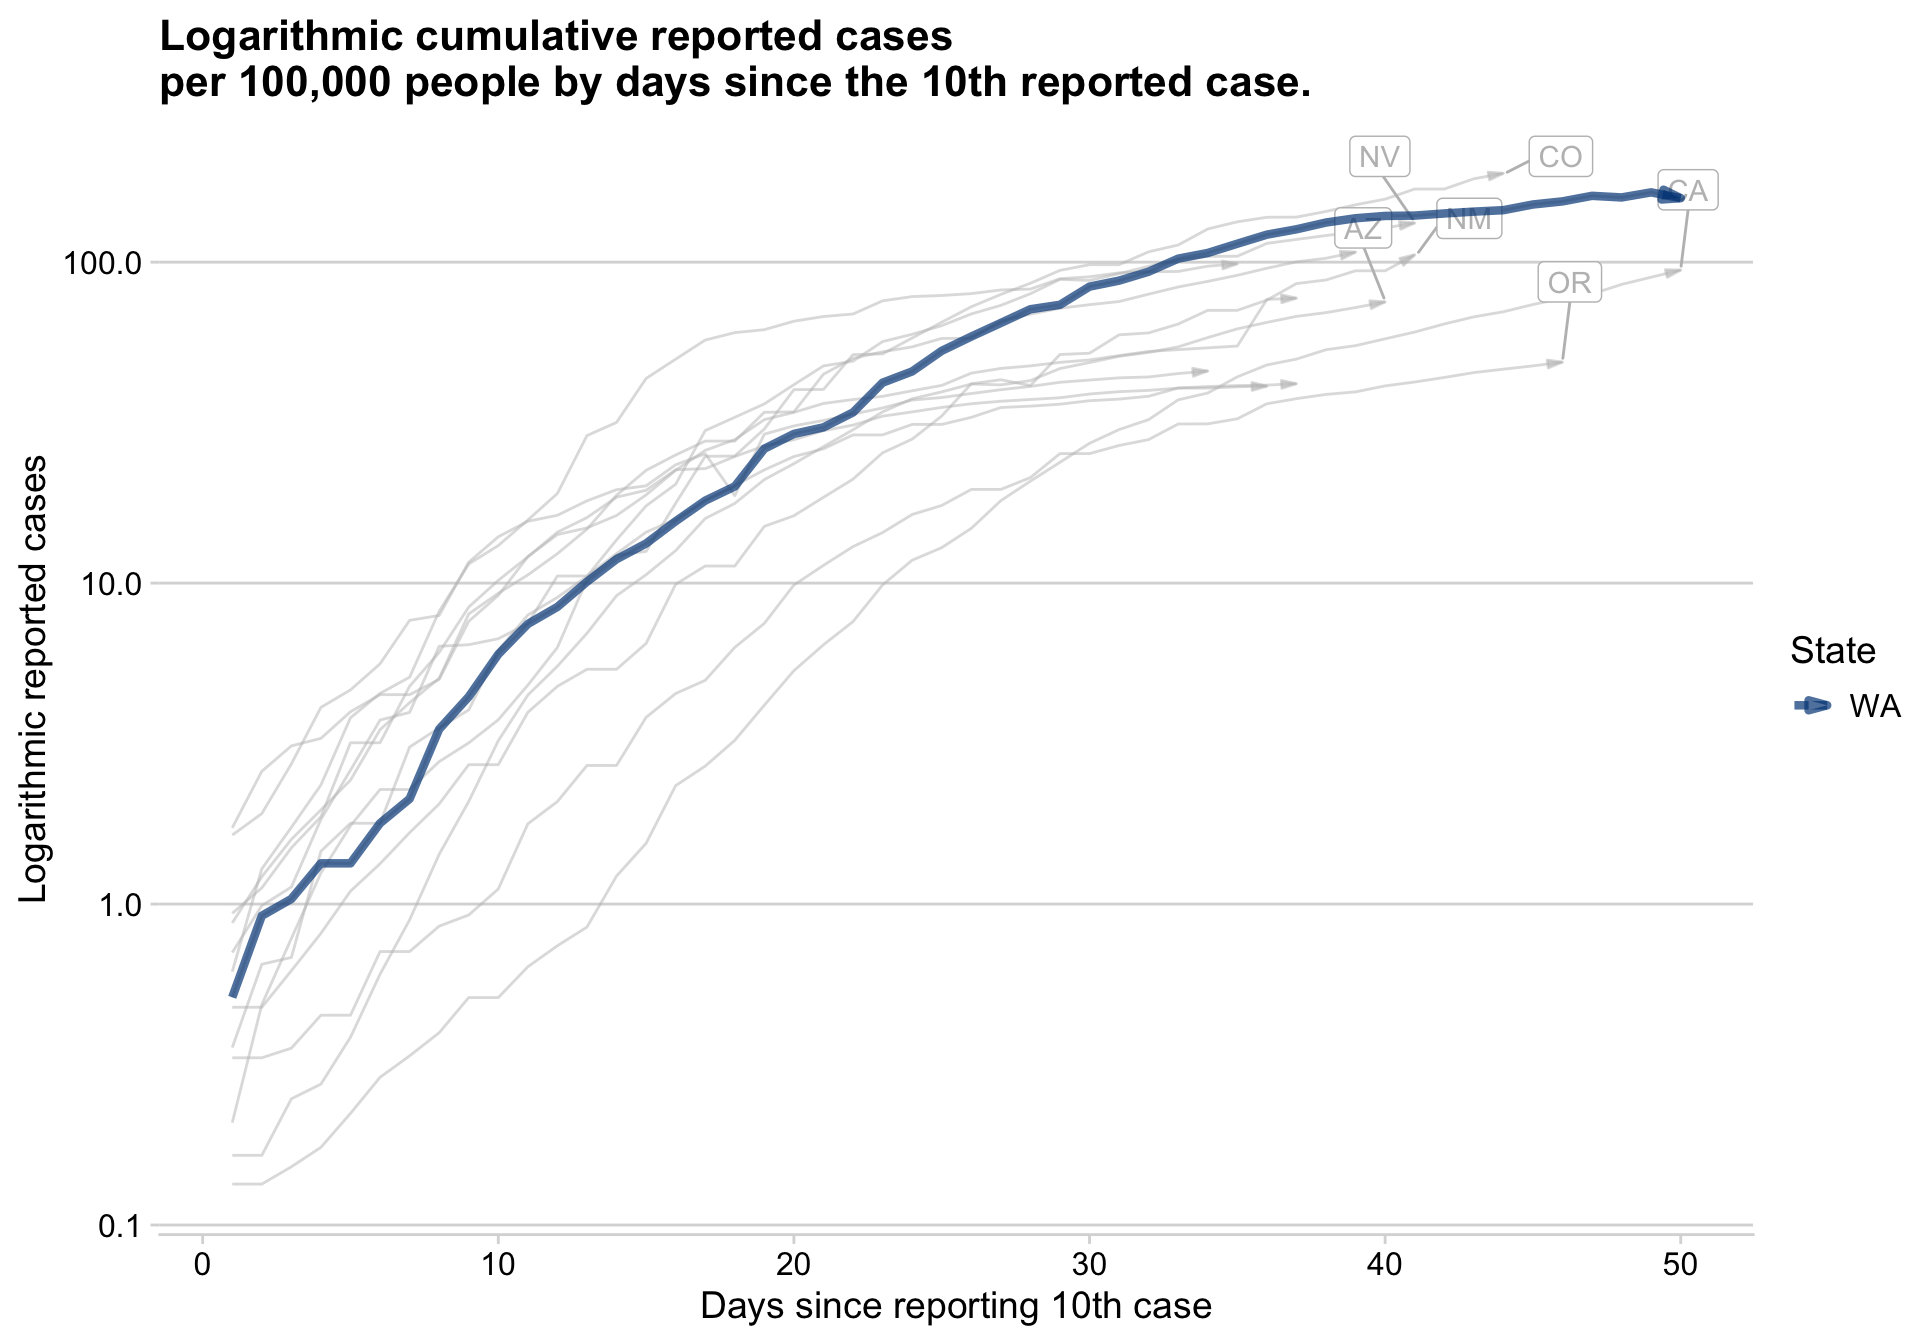 Logarithmic cumulative reported cases
per 100,000 people by days since the 10th reported case.
NV
CO
CA
AZ
NM
OR
100.0
10.0
1.0
0.1
Logarithmic reported cases
0
10
20
30
40
50
Days since reporting 10th case
State
WA